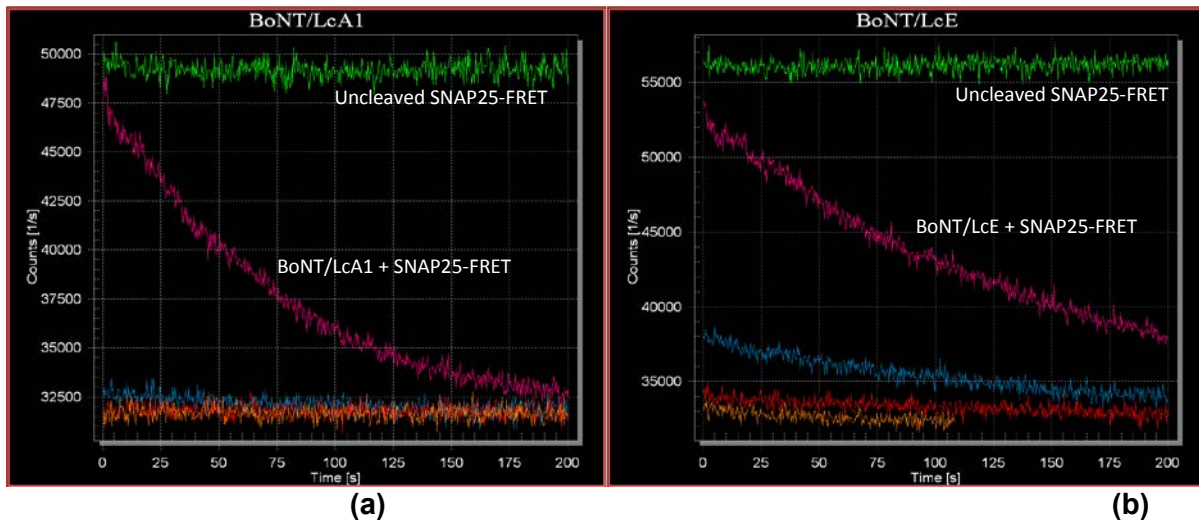 BoNT/LcA1
50000
47500
45000
42500
40000
37500
35000
32500
Counts [1/s]
Uncleaved SNAP25-FRET
BoNT/LcA1 + SNAP25-FRET
0 25 50 75 100 125 150 175 200
Time [s]
(a)
BoNT/LcE
55000
50000
45000
40000
35000
Counts [1/s]
Uncleaved SNAP25-FRET
BoNT/LcE + SNAP25-FRET
0 25 50 75 100 125 150 175 200
Time [s]
(b)